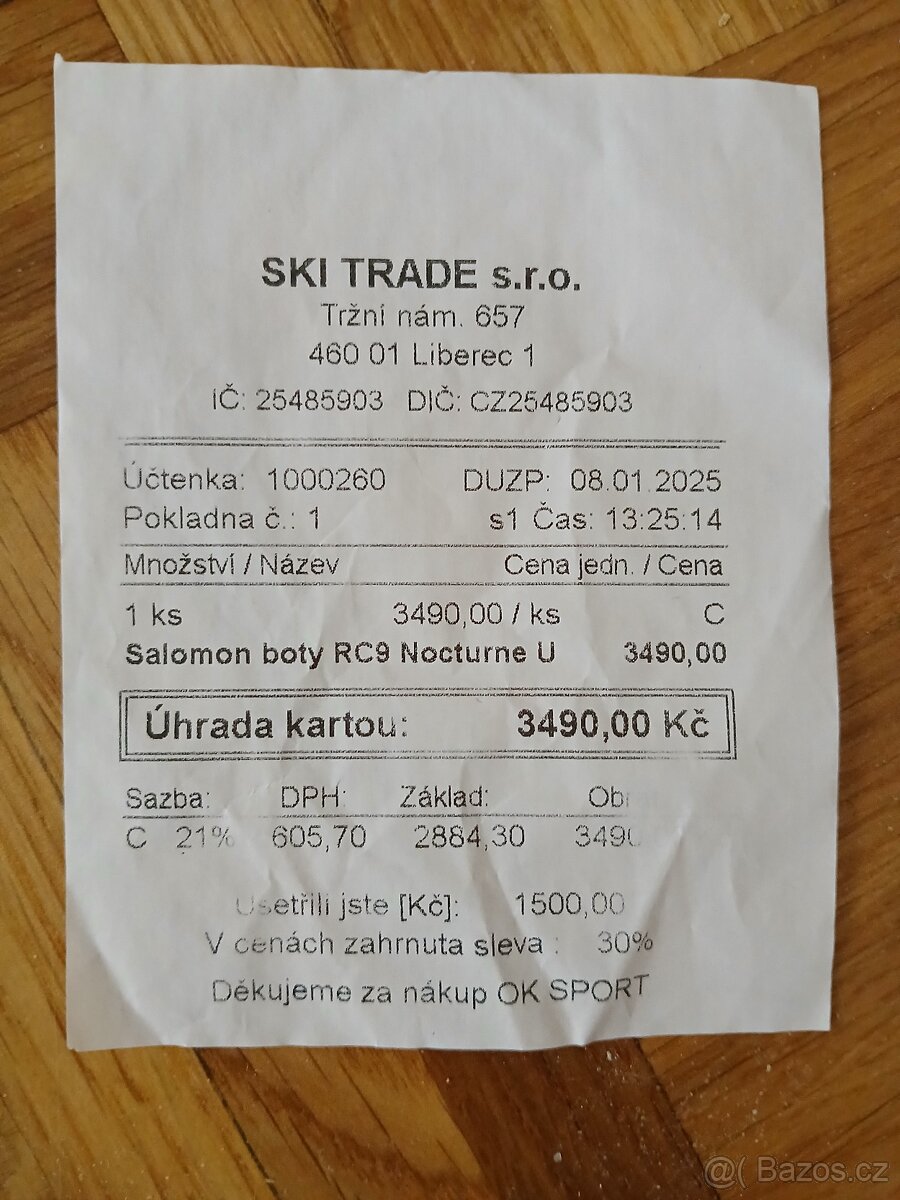 SKI TRADE s.r.o.
Tržní nám. 657
460 01 Liberec 1
IČ: 25485903 DIČ: CZ25485903
Účtenka: 1000260 DUZP: 08.01.2025
Pokladna č.: 1 s1 Čas: 13:25:14
Množství / Název Cena jedn. / Cena
1 ks 3490,00 / ks C
Salomon boty RC9 Nocturne U 3490,00
Úhrada kartou: 3490,00 Kč
Sazba: DPH: Základ:
C 21% 605,70 2884,30
Usetřili jste [Kč]: 1500,00
V cenách zahrnuta sleva : 30%
Děkujeme za nákup OK SPORT
@( Bazos.cz